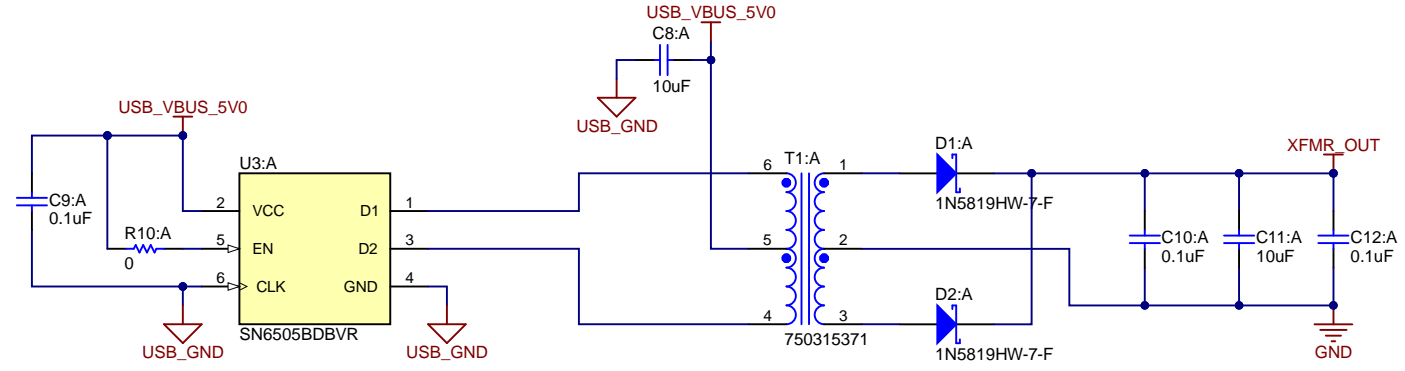 USB_VBUS_5V0
C8:A
10uF
USB_GND
USB_VBUS_5V0
C9:A
0.1uF
R10:A
0
U3:A
2 VCC D1 1
5 EN D2 3
6 CLK GND 4
SN6505BDBVR
USB_GND
USB_GND
T1:A
6 1
5 2
4 3
750315371
D1:A
1N5819HW-7-F
D2:A
1N5819HW-7-F
XFMR_OUT
C10:A
0.1uF
C11:A
10uF
C12:A
0.1uF
GND